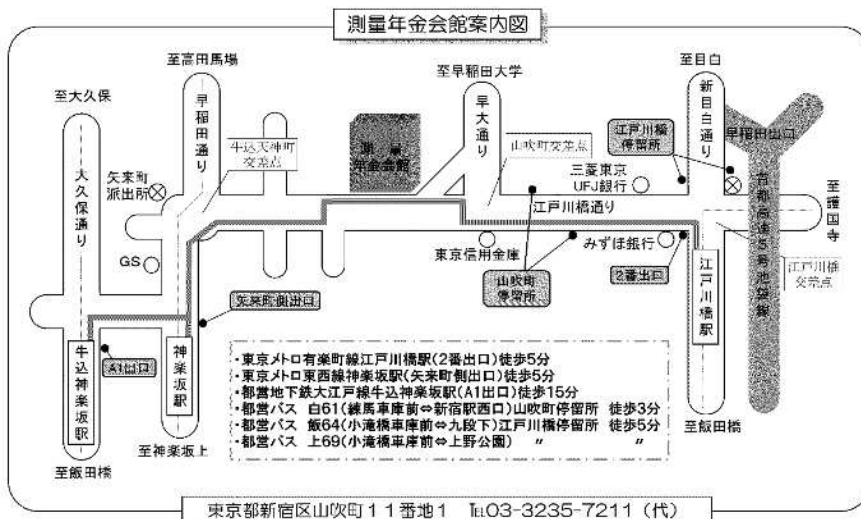 測量年金会館案内図
至高田馬場
至早稲田大学
至目白
至大久保
早稲田通り
早大通り
新目白通り
江戸川橋
停留所
早稲田出口
牛込天神町
交差点
測量
年金会館
山吹町交差点
矢来町
派出所
大久保通り
三菱東京
UFJ銀行
江戸川橋通り
至護国寺
首都高速5号池袋線
GS
東京信用金庫
みずほ銀行
2番出口
江戸川橋
交差点
山吹町
停留所
矢来町側出口
江戸川橋駅
A1出口
牛込神楽坂駅
神楽坂駅
・東京メトロ有楽町線江戸川橋駅(2番出口)徒歩5分
・東京メトロ東西線神楽坂駅(矢来町側出口)徒歩5分
・都営地下鉄大江戸線牛込神楽坂駅(A1出口)徒歩15分
・都営バス 白61(練馬車庫前⇔新宿駅西口)山吹町停留所 徒歩3分
・都営バス 飯64(小滝橋車庫前⇔九段下)江戸川橋停留所 徒歩5分
・都営バス 上69(小滝橋車庫前⇔上野公園) 〃 〃
至飯田橋
至神楽坂上
至飯田橋
東京都新宿区山吹町11番地1 ℡03-3235-7211(代)